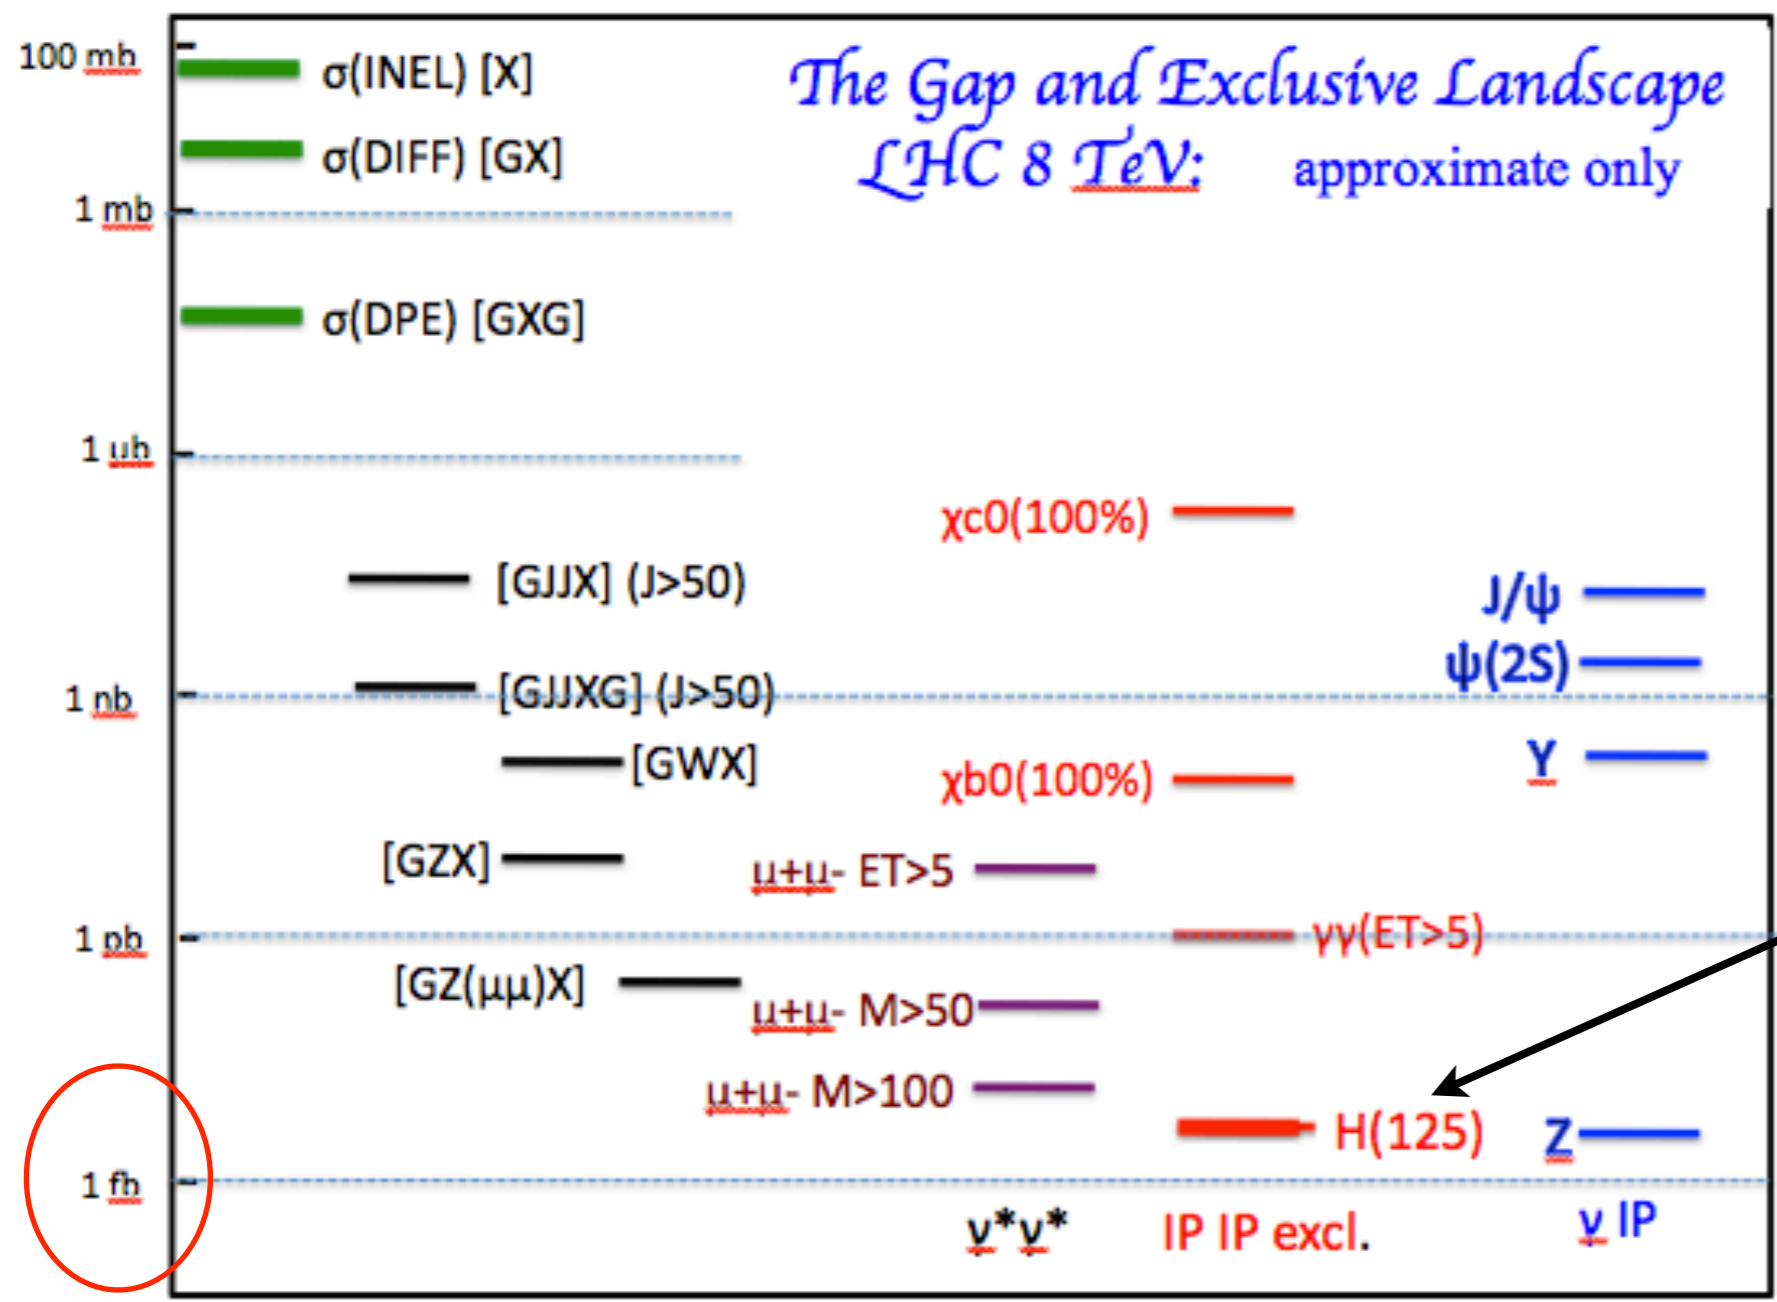 The Gap and Exclusive Landscape
LHC 8 TeV: approximate only
100 mb
σ(INEL) [X]
σ(DIFF) [GX]
1 mb
σ(DPE) [GXG]
1 μb
χc0(100%)
[GJJX] (J>50)
J/ψ
ψ(2S)
1 nb
[GJJXG] (J>50)
[GWX]
χb0(100%)
Y
[GZX]
μ+μ- ET>5
1 pb
γγ(ET>5)
[GZ(μμ)X]
μ+μ- M>50
μ+μ- M>100
H(125)
Z
1 fb
γ*γ*
IP IP excl.
γ IP